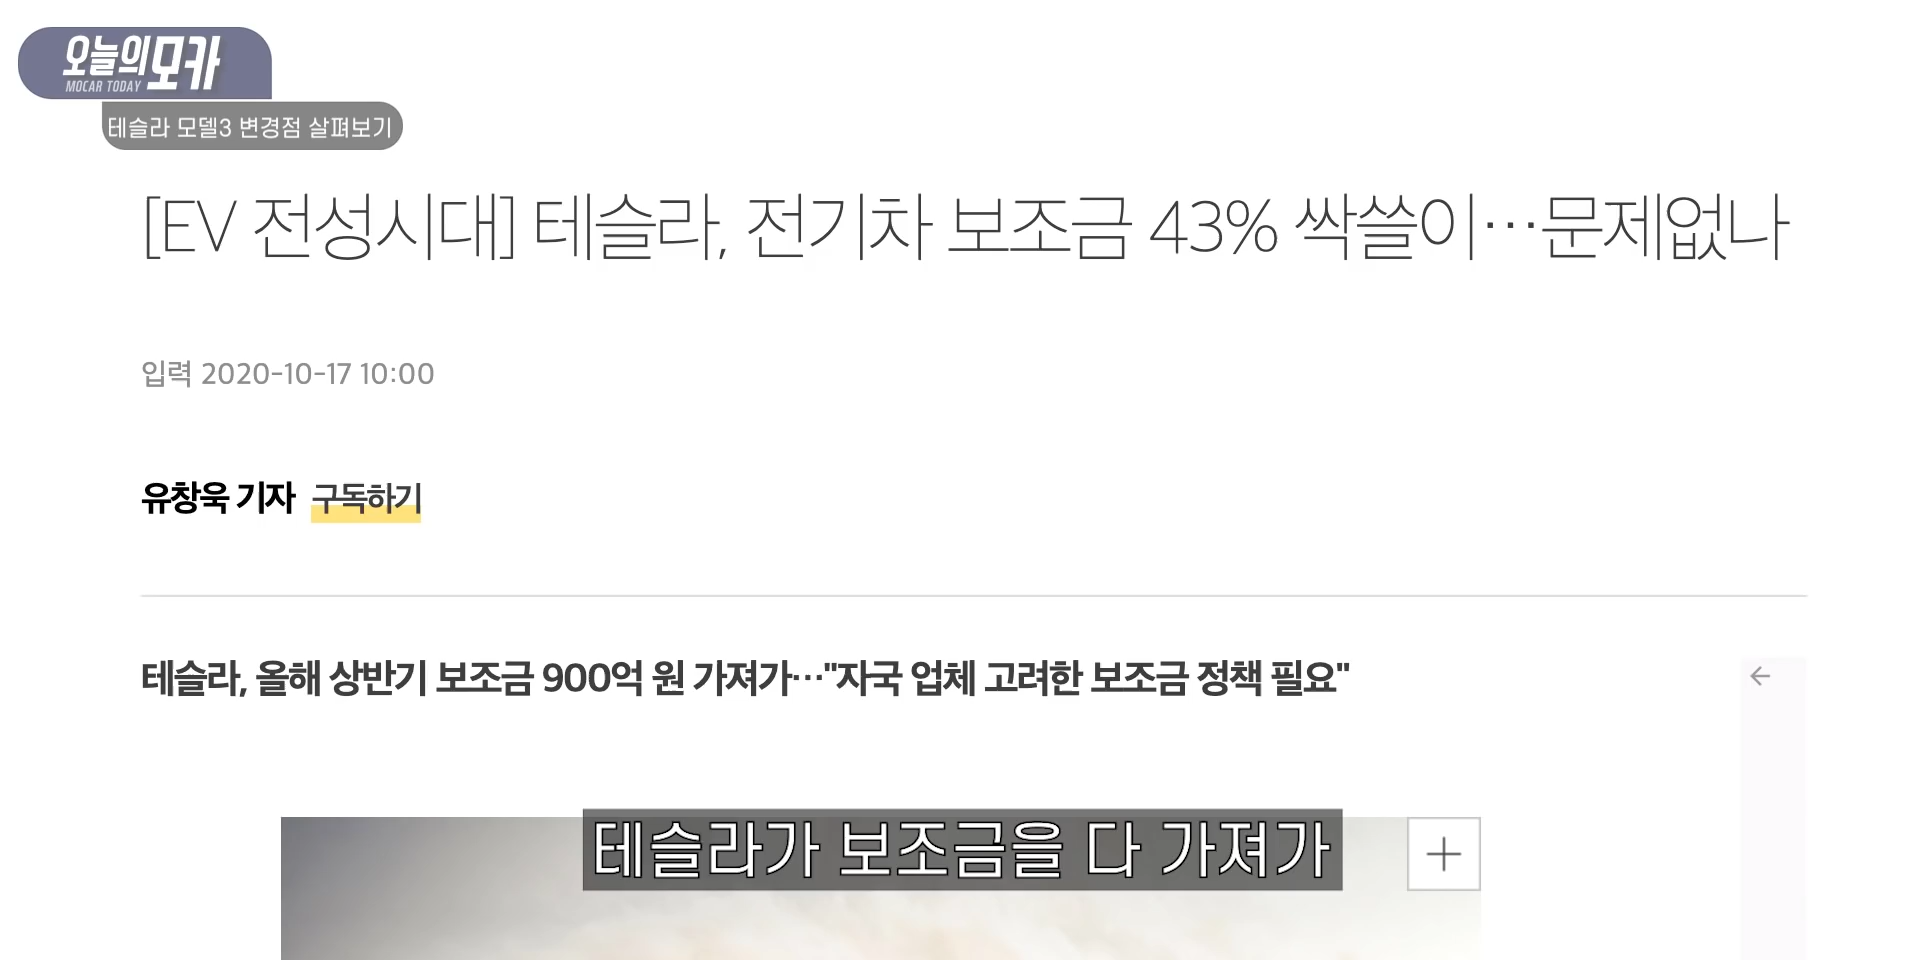 오늘의모카
MOCAR TODAY
테슬라 모델3 변경점 살펴보기
[EV 전성시대] 테슬라, 전기차 보조금 43% 싹쓸이…문제없나
입력 2020-10-17 10:00
유창욱 기자 구독하기
테슬라, 올해 상반기 보조금 900억 원 가져가…"자국 업체 고려한 보조금 정책 필요"
테슬라가 보조금을 다 가져가